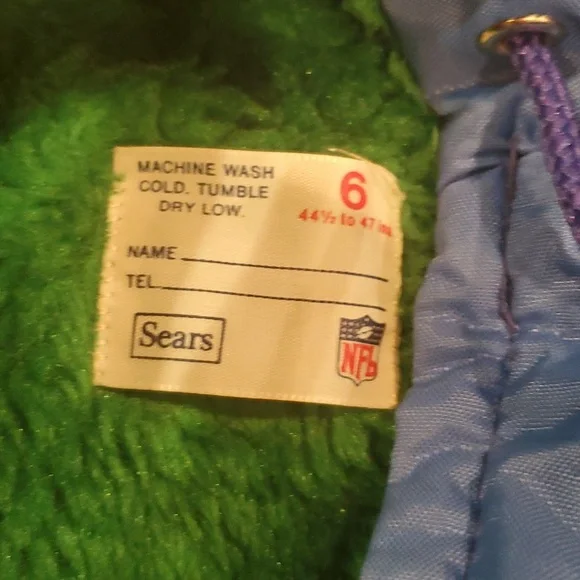 MACHINE WASH
COLD. TUMBLE
DRY LOW.
6
44½ to 47 ins
NAME
TEL
Sears
NFL